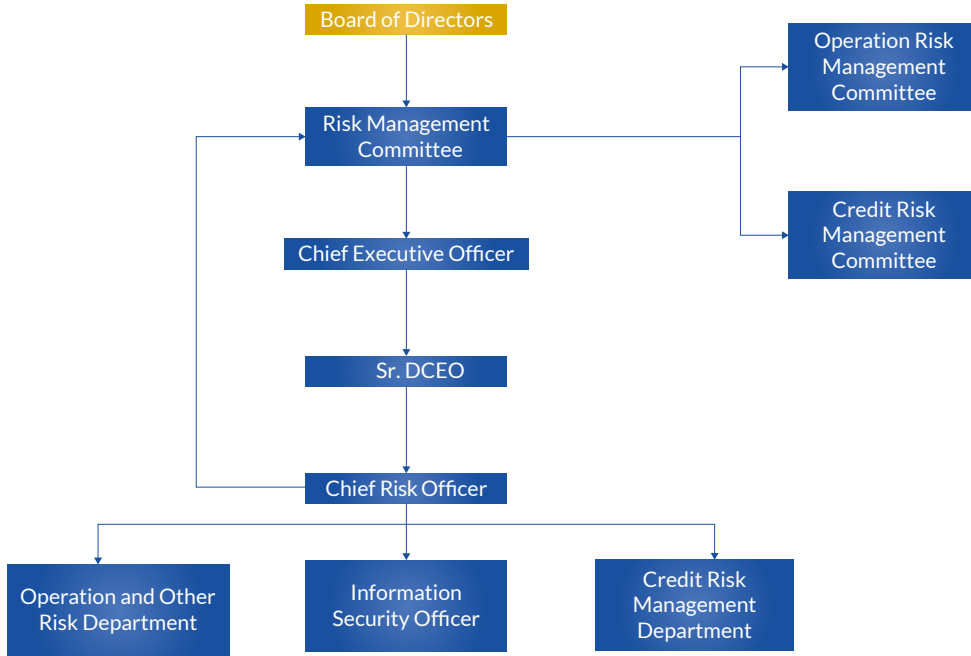 Board of Directors
Operation Risk
Management
Committee
Risk Management
Committee
Credit Risk
Management
Committee
Chief Executive Officer
Sr. DCEO
Chief Risk Officer
Operation and Other
Risk Department
Information
Security Officer
Credit Risk
Management
Department